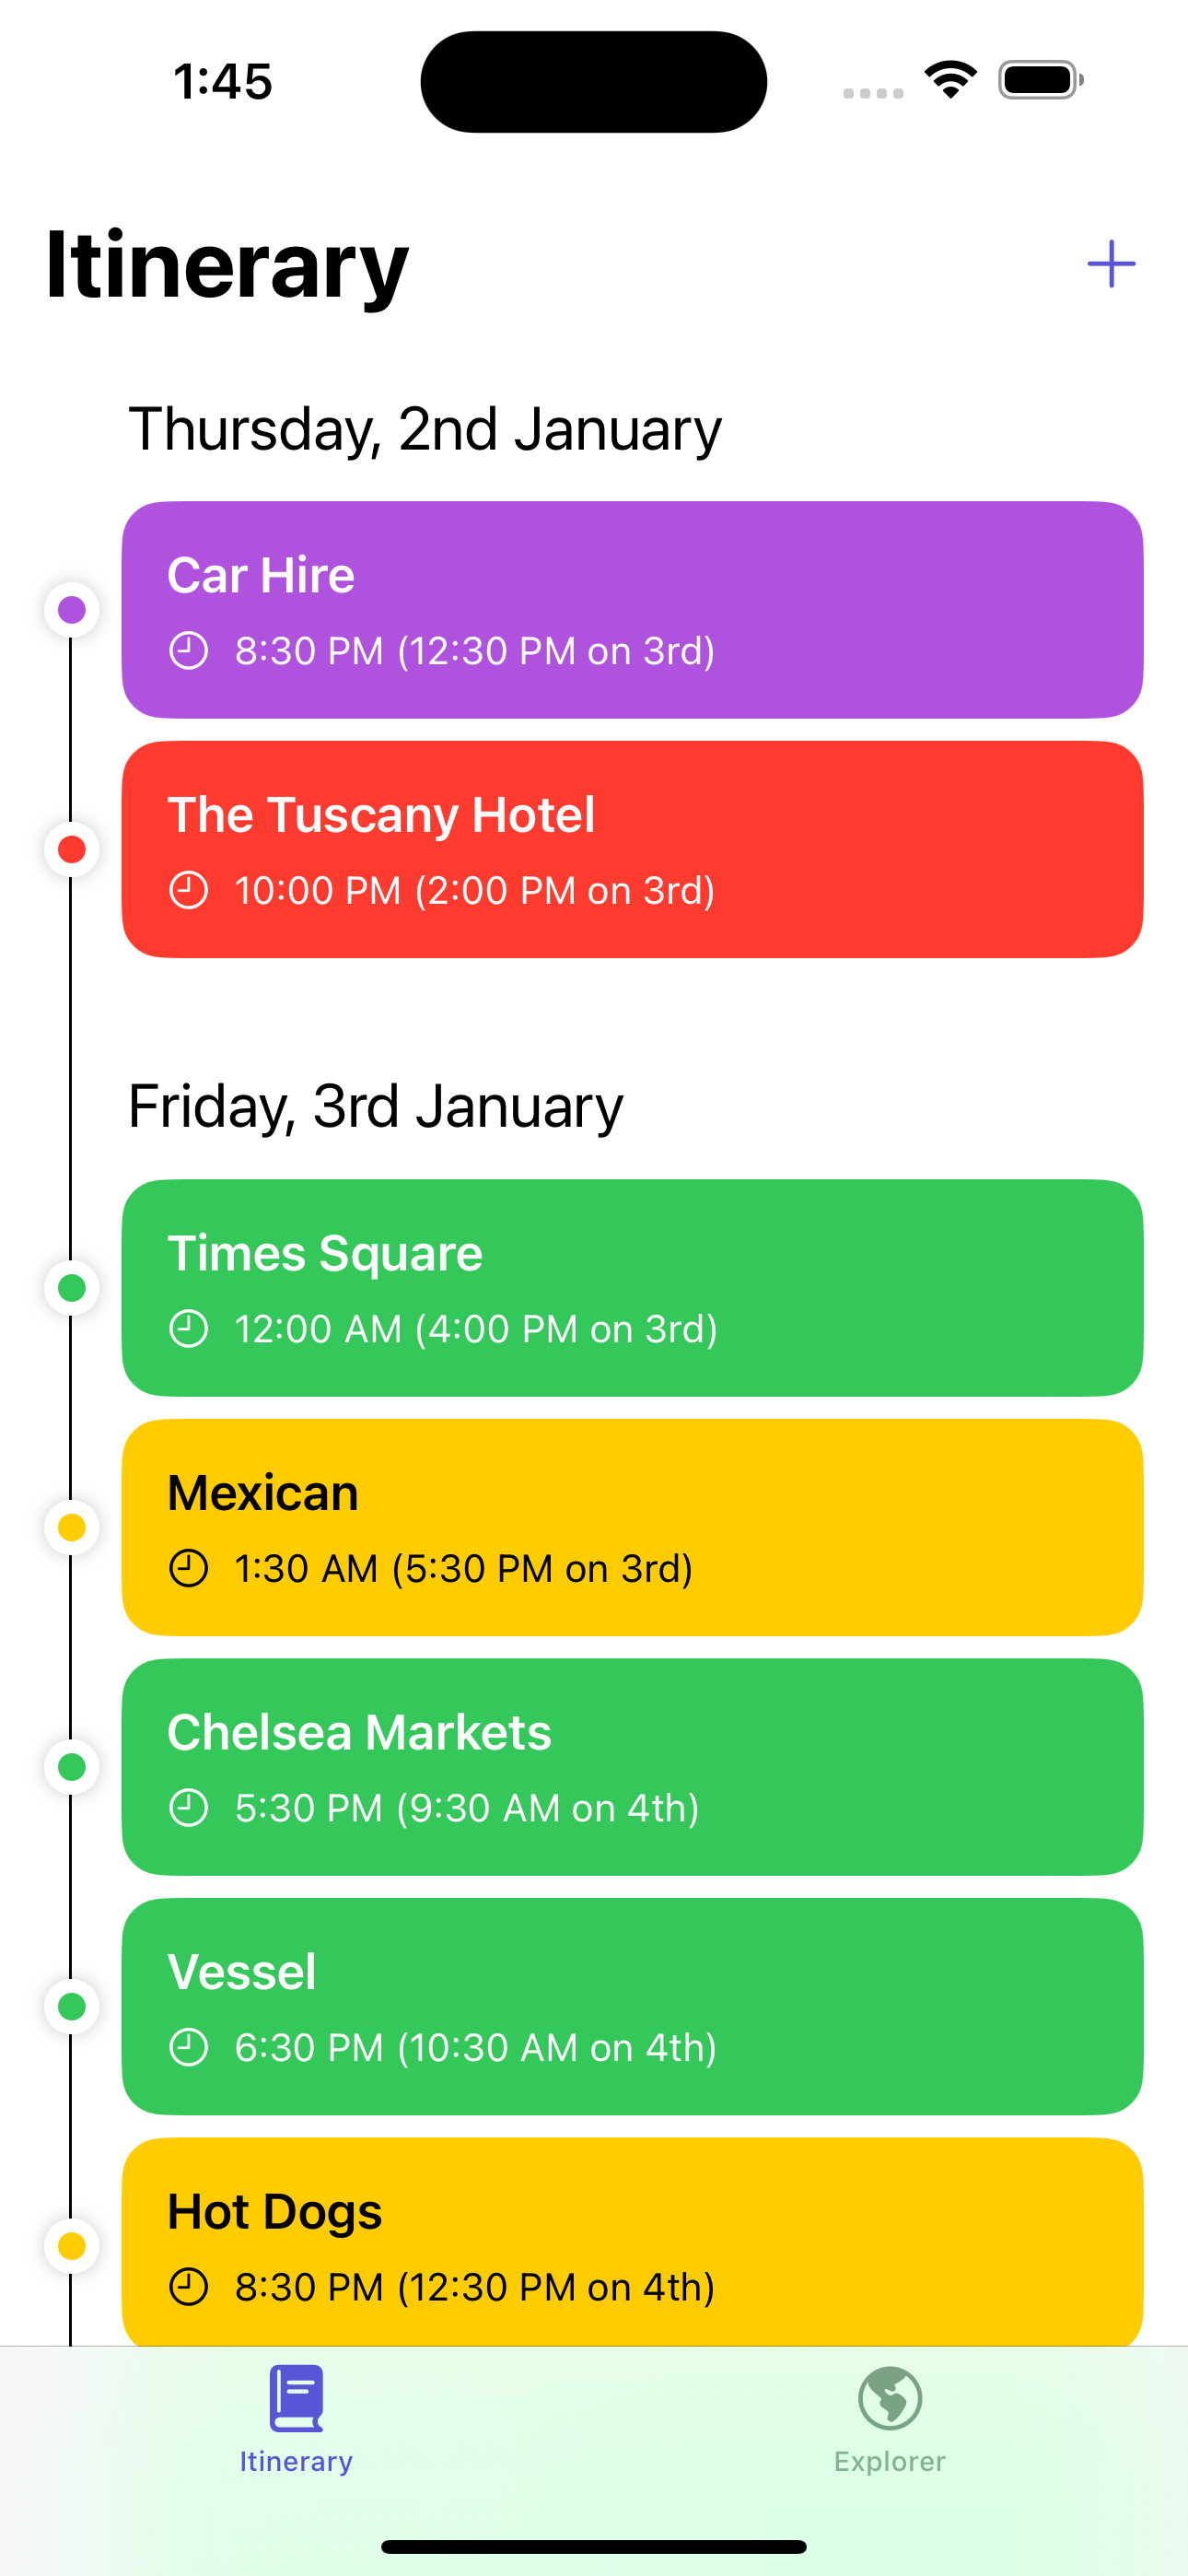 1:45
Itinerary
Thursday, 2nd January
Car Hire
8:30 PM (12:30 PM on 3rd)
The Tuscany Hotel
10:00 PM (2:00 PM on 3rd)
Friday, 3rd January
Times Square
12:00 AM (4:00 PM on 3rd)
Mexican
1:30 AM (5:30 PM on 3rd)
Chelsea Markets
5:30 PM (9:30 AM on 4th)
Vessel
6:30 PM (10:30 AM on 4th)
Hot Dogs
8:30 PM (12:30 PM on 4th)
Itinerary
Explorer